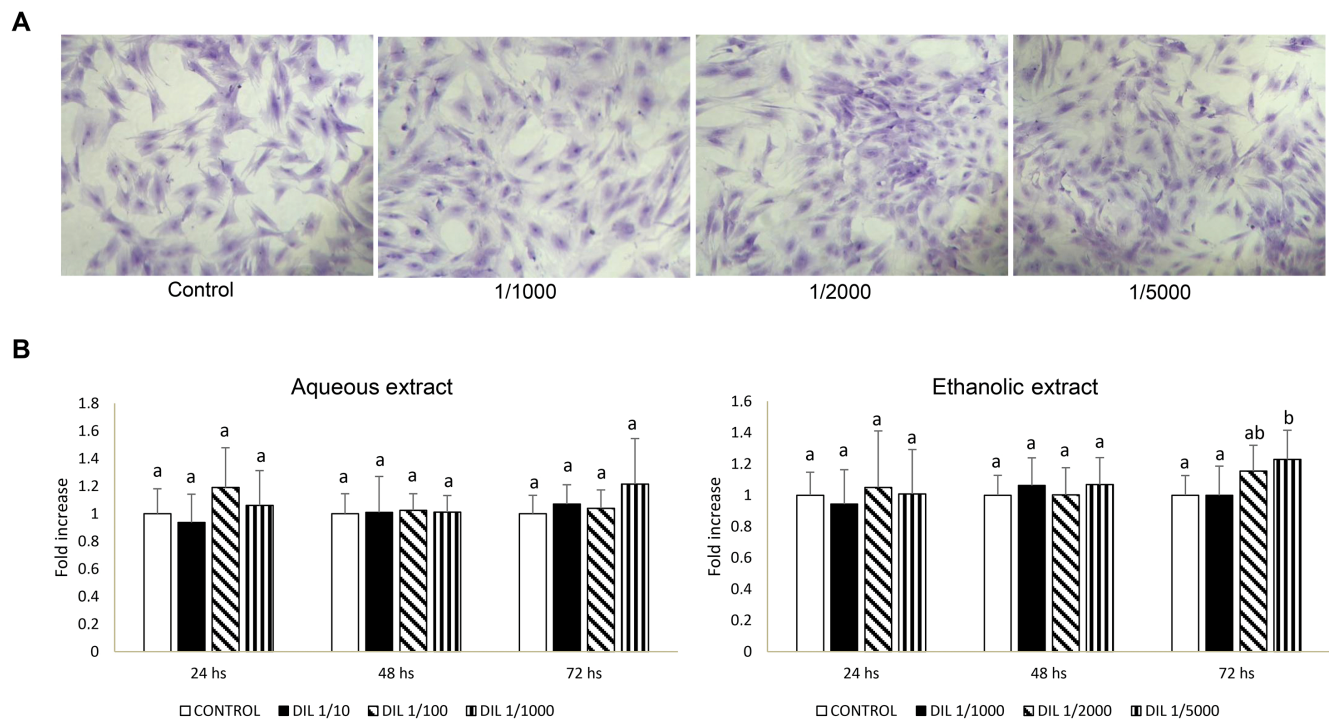 A
Control
1/1000
1/2000
1/5000
B
Aqueous extract
Fold increase
1.8
1.6
1.4
1.2
1
0.8
0.6
0.4
0.2
0
a a a a a a a a a a a a
24 hs 48 hs 72 hs
CONTROL DIL 1/10 DIL 1/100 DIL 1/1000
Ethanolic extract
Fold increase
1.6
1.4
1.2
1
0.8
0.6
0.4
0.2
0
a a a a a a a a a a ab b
24 hs 48 hs 72 hs
CONTROL DIL 1/1000 DIL 1/2000 DIL 1/5000